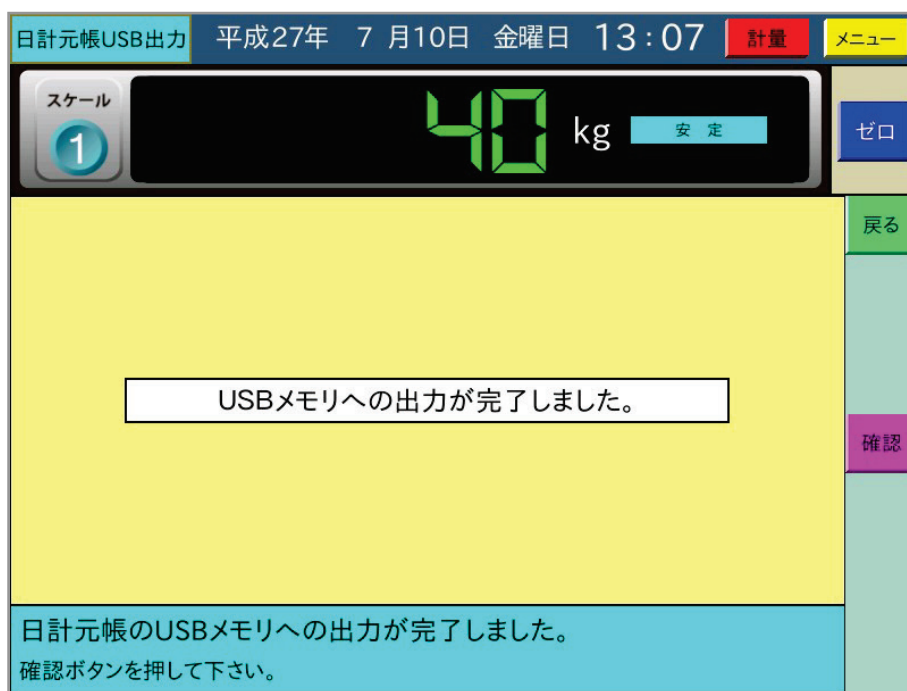 日計元帳USB出力 平成27年 7月10日 金曜日 13:07 計量 メニュー
スケール
1
40 kg 安定
ゼロ
戻る
USBメモリへの出力が完了しました。
確認
日計元帳のUSBメモリへの出力が完了しました。
確認ボタンを押して下さい。